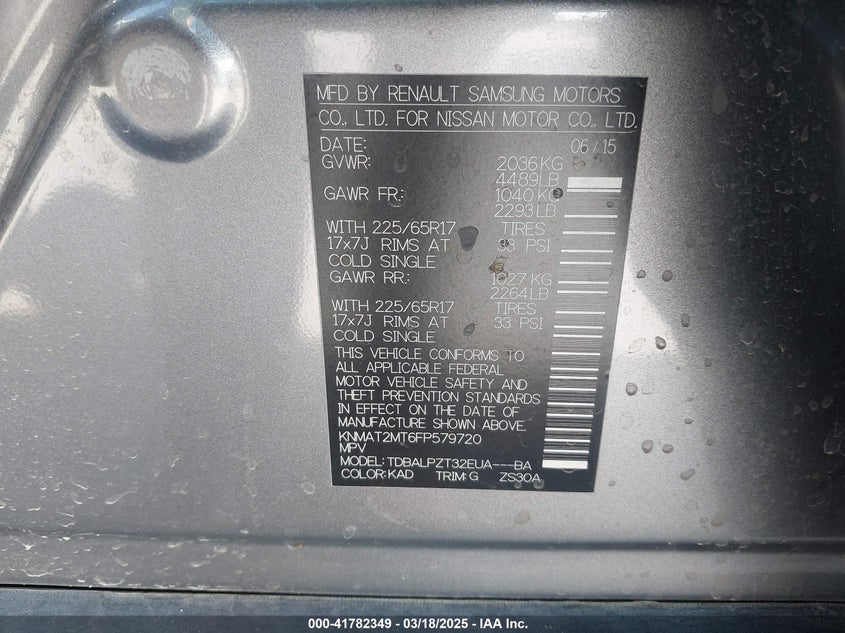 MFD BY RENAULT SAMSUNG MOTORS
CO., LTD. FOR NISSAN MOTOR CO., LTD.
DATE: 06/15
GVWR: 2036KG
4489LB
GAWR FR.: 1040KG
2293LB
WITH 225/65R17 TIRES
17x7J RIMS AT 33 PSI
COLD SINGLE
GAWR RR.: 1027KG
2264LB
WITH 225/65R17 TIRES
17x7J RIMS AT 33 PSI
COLD SINGLE
THIS VEHICLE CONFORMS TO
ALL APPLICABLE FEDERAL
MOTOR VEHICLE SAFETY AND
THEFT PREVENTION STANDARDS
IN EFFECT ON THE DATE OF
MANUFACTURE SHOWN ABOVE.
KNMAT2MT6FP579720
MPV
MODEL: TDBALPZT32EUA---BA
COLOR: KAD TRIM: G ZS30A
000-41782349 — 03/18/2025 — IAA Inc.